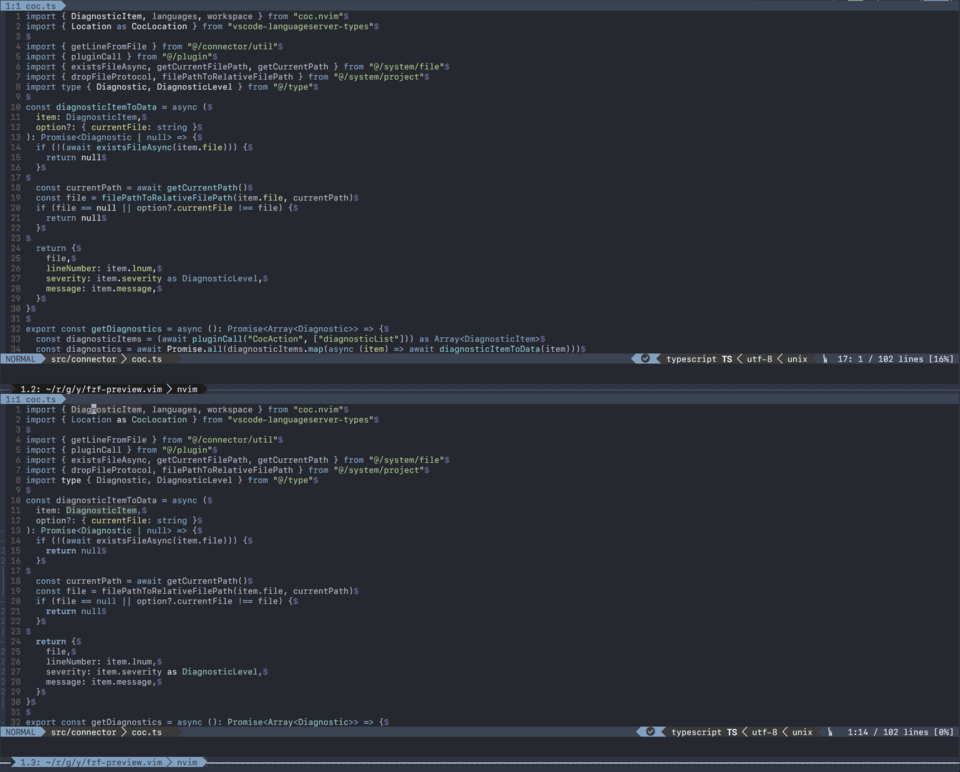 1:1 coc.ts
1 import { DiagnosticItem, languages, workspace } from "coc.nvim"$
2 import { Location as CocLocation } from "vscode-languageserver-types"$
3 $
4 import { getLineFromFile } from "@/connector/util"$
5 import { pluginCall } from "@/plugin"$
6 import { existsFileAsync, getCurrentFilePath, getCurrentPath } from "@/system/file"$
7 import { dropFileProtocol, filePathToRelativeFilePath } from "@/system/project"$
8 import type { Diagnostic, DiagnosticLevel } from "@/type"$
9 $
10 const diagnosticItemToData = async ($
11   item: DiagnosticItem,$
12   option?: { currentFile: string }$
13 ): Promise<Diagnostic | null> => {$
14   if (!(await existsFileAsync(item.file))) {$
15     return null$
16   }$
17 $
18   const currentPath = await getCurrentPath()$
19   const file = filePathToRelativeFilePath(item.file, currentPath)$
20   if (file == null || option?.currentFile !== file) {$
21     return null$
22   }$
23 $
24   return {$
25     file,$
26     lineNumber: item.lnum,$
27     severity: item.severity as DiagnosticLevel,$
28     message: item.message,$
29   }$
30 }$
31 $
32 export const getDiagnostics = async (): Promise<Array<Diagnostic>> => {$
33   const diagnosticItems = (await pluginCall("CocAction", ["diagnosticList"])) as Array<DiagnosticItem>$
34   const diagnostics = await Promise.all(diagnosticItems.map(async (item) => await diagnosticItemToData(item)))$
NORMAL src/connector coc.ts typescript TS utf-8 unix 17: 1 / 102 lines [16%]
1.2: ~/r/g/y/fzf-preview.vim nvim
1:1 coc.ts
1 import { DiagnosticItem, languages, workspace } from "coc.nvim"$
2 import { Location as CocLocation } from "vscode-languageserver-types"$
3 $
4 import { getLineFromFile } from "@/connector/util"$
5 import { pluginCall } from "@/plugin"$
6 import { existsFileAsync, getCurrentFilePath, getCurrentPath } from "@/system/file"$
7 import { dropFileProtocol, filePathToRelativeFilePath } from "@/system/project"$
8 import type { Diagnostic, DiagnosticLevel } from "@/type"$
9 $
10 const diagnosticItemToData = async ($
11   item: DiagnosticItem,$
12   option?: { currentFile: string }$
13 ): Promise<Diagnostic | null> => {$
14   if (!(await existsFileAsync(item.file))) {$
15     return null$
16   }$
17 $
18   const currentPath = await getCurrentPath()$
19   const file = filePathToRelativeFilePath(item.file, currentPath)$
20   if (file == null || option?.currentFile !== file) {$
21     return null$
22   }$
23 $
24   return {$
25     file,$
26     lineNumber: item.lnum,$
27     severity: item.severity as DiagnosticLevel,$
28     message: item.message,$
29   }$
30 }$
31 $
32 export const getDiagnostics = async (): Promise<Array<Diagnostic>> => {$
NORMAL src/connector coc.ts typescript TS utf-8 unix 1:14 / 102 lines [0%]
1.3: ~/r/g/y/fzf-preview.vim nvim